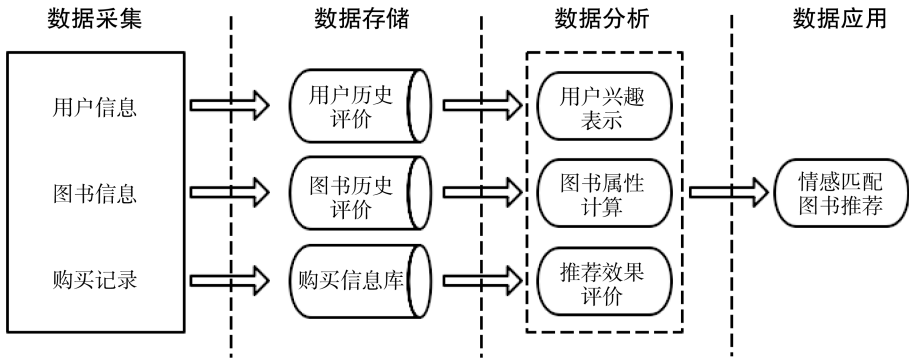 数据采集
数据存储
数据分析
数据应用
用户信息
用户历史
评价
用户兴趣
表示
图书信息
图书历史
评价
图书属性
计算
情感匹配
图书推荐
购买记录
购买信息库
推荐效果
评价